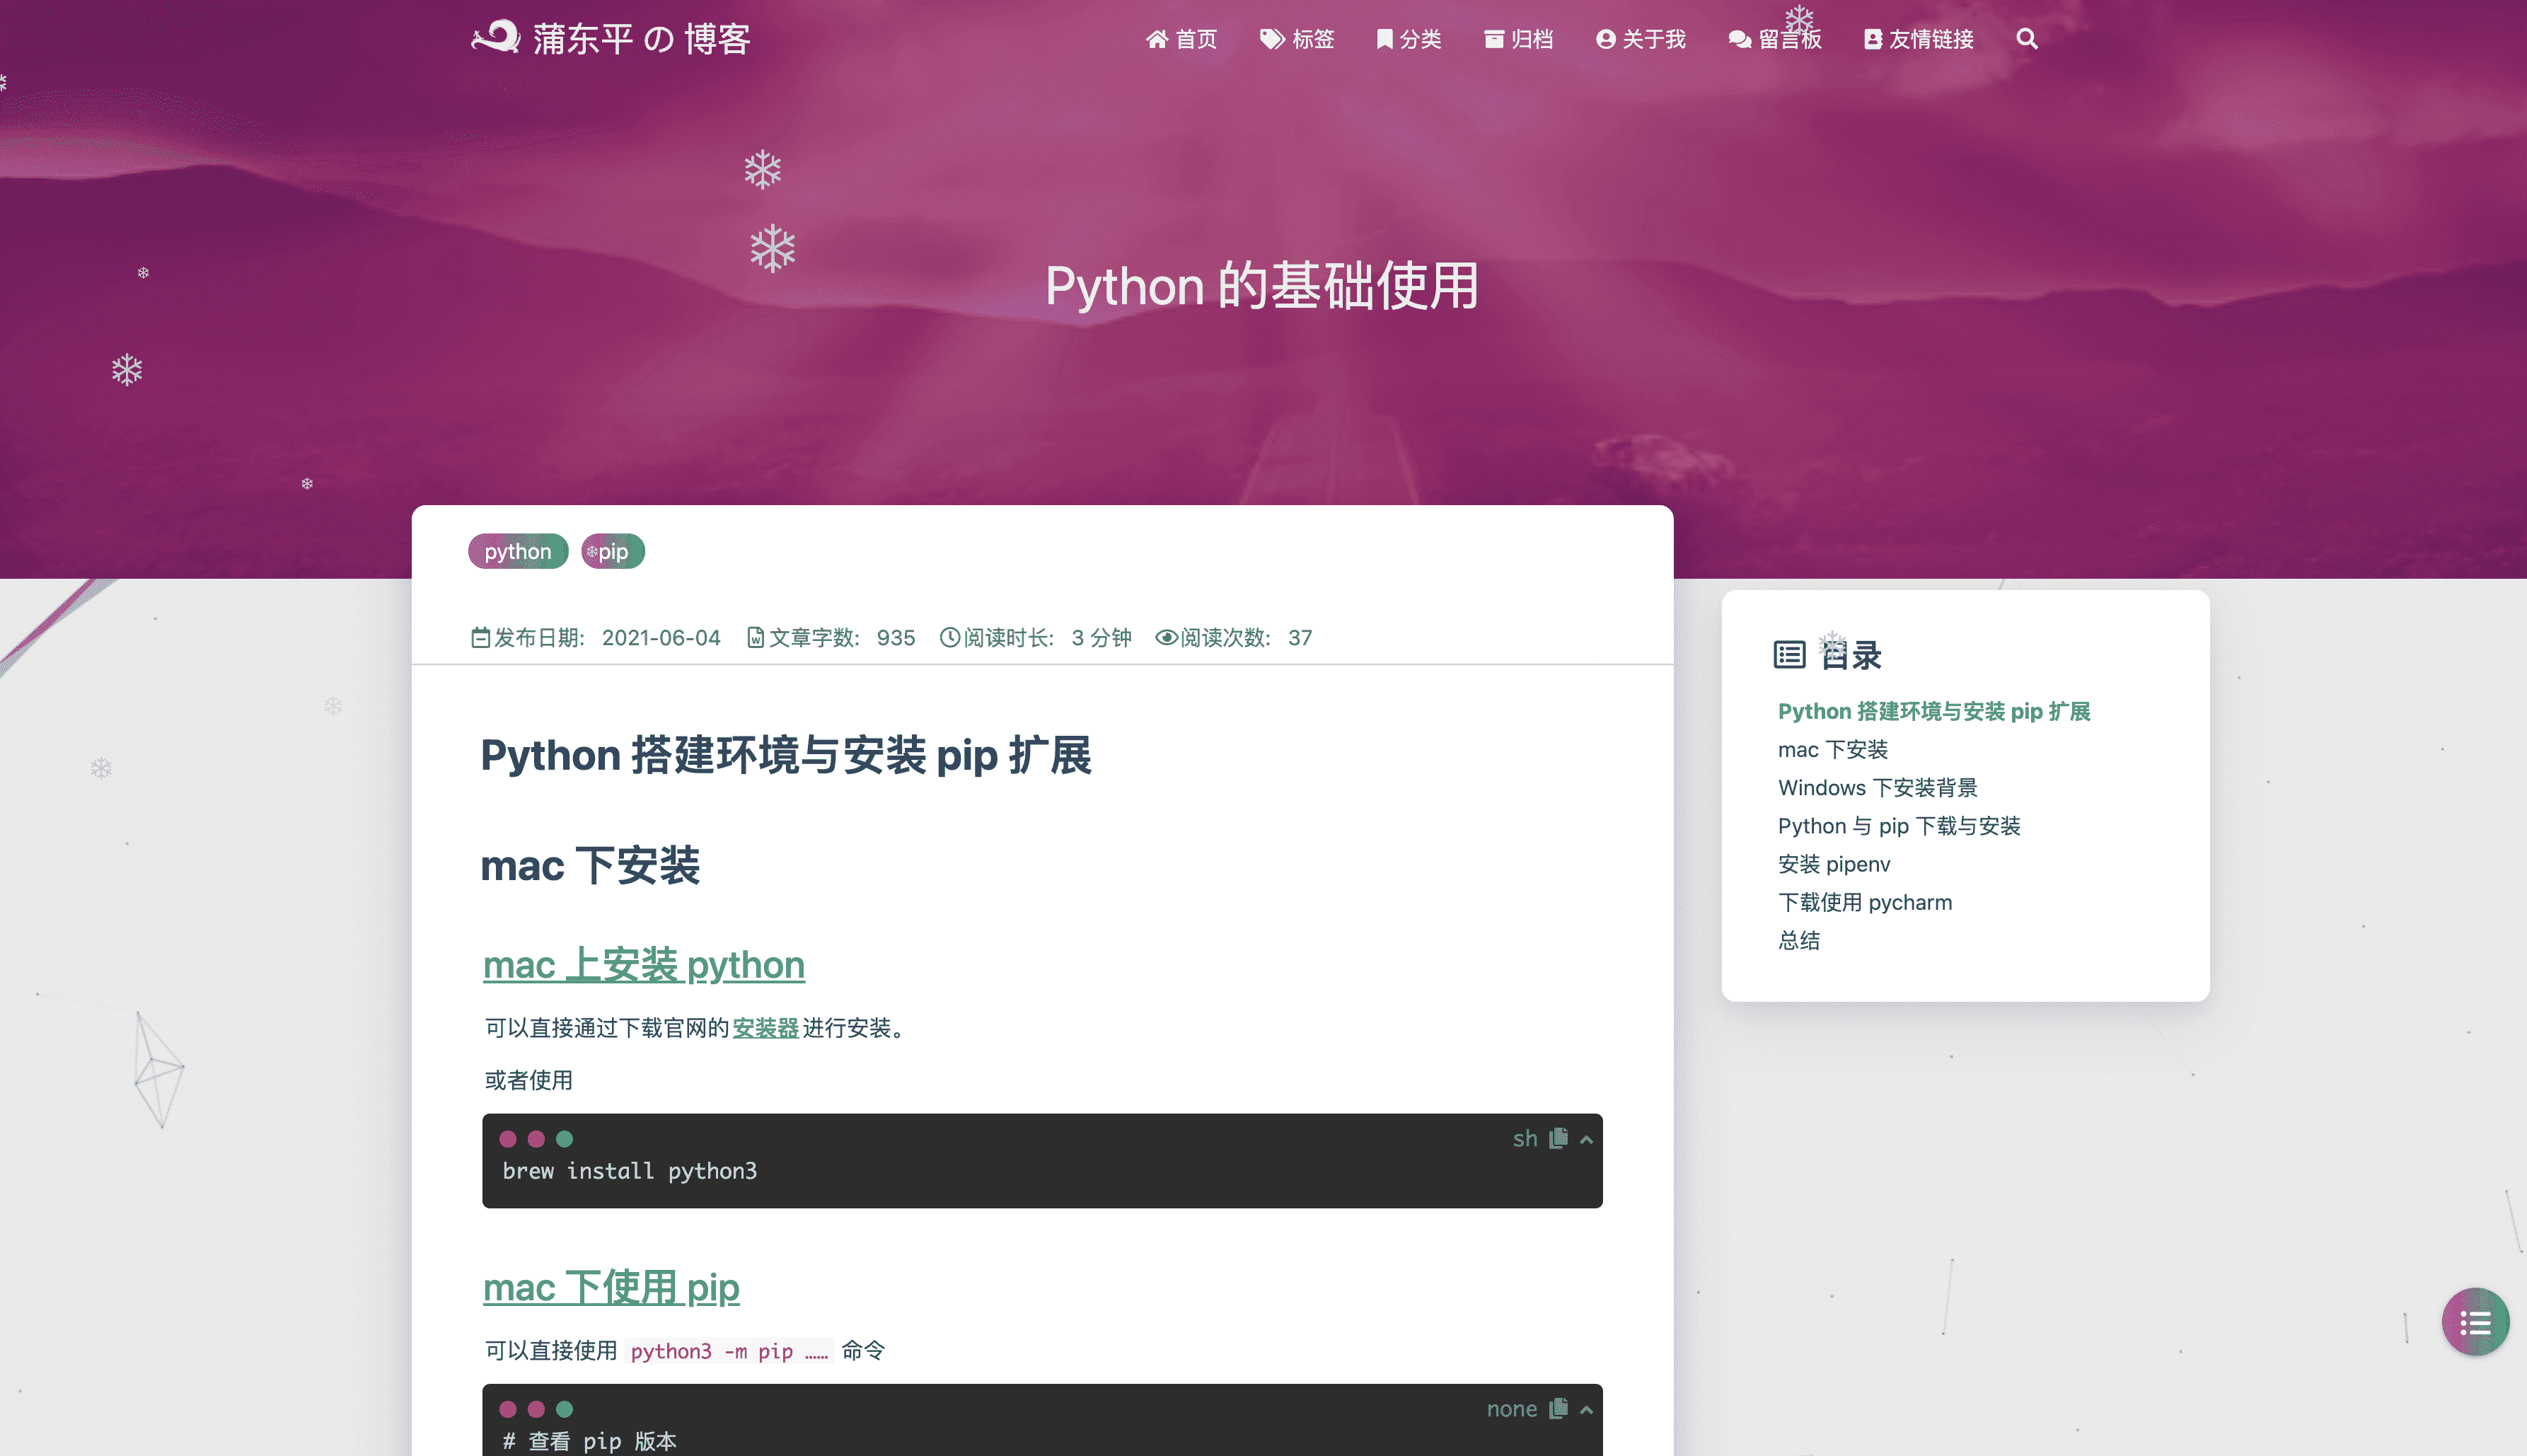 蒲东平 の 博客
首页 标签 分类 归档 关于我 留言板 友情链接
Python 的基础使用
python pip
发布日期: 2021-06-04 文章字数: 935 阅读时长: 3 分钟 阅读次数: 37
Python 搭建环境与安装 pip 扩展
mac 下安装
mac 上安装 python
可以直接通过下载官网的安装器进行安装。
或者使用
sh
brew install python3
mac 下使用 pip
可以直接使用 python3 -m pip …… 命令
none
# 查看 pip 版本
目录
Python 搭建环境与安装 pip 扩展
mac 下安装
Windows 下安装背景
Python 与 pip 下载与安装
安装 pipenv
下载使用 pycharm
总结